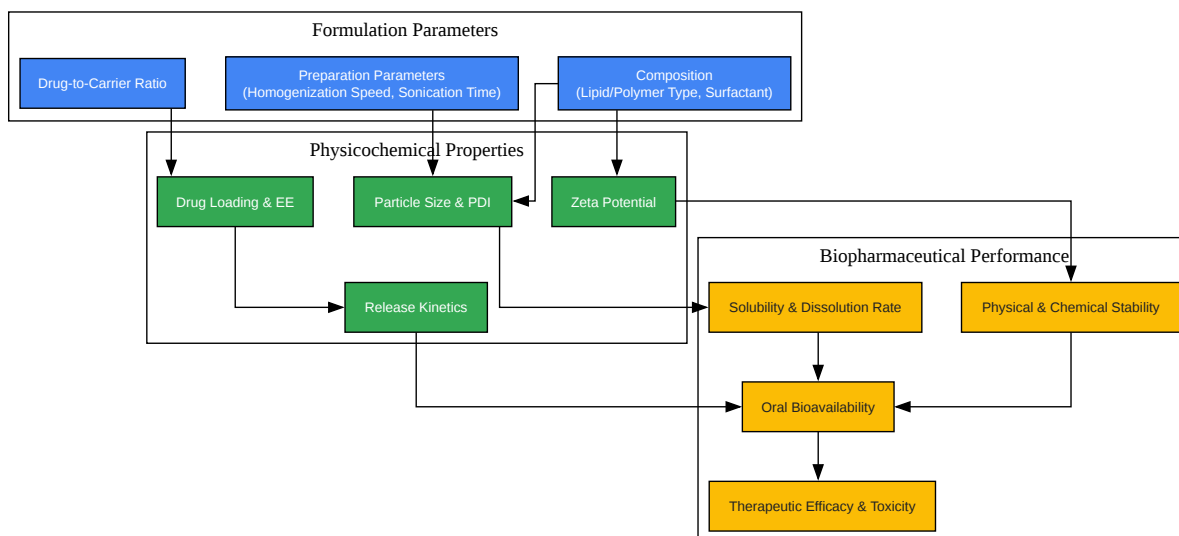 Formulation Parameters
Drug-to-Carrier Ratio
Preparation Parameters
(Homogenization Speed, Sonication Time)
Composition
(Lipid/Polymer Type, Surfactant)
Physicochemical Properties
Drug Loading & EE
Particle Size & PDI
Zeta Potential
Release Kinetics
Biopharmaceutical Performance
Solubility & Dissolution Rate
Physical & Chemical Stability
Oral Bioavailability
Therapeutic Efficacy & Toxicity